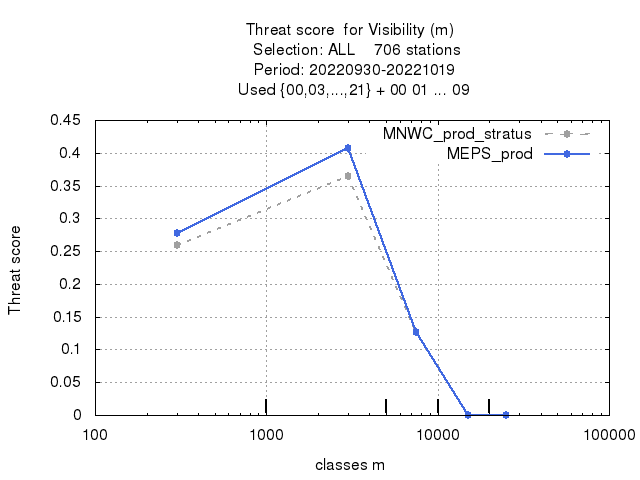 Threat score  for Visibility (m)
Selection: ALL    706 stations
Period: 20220930-20221019
Used {00,03,...,21} + 00 01 ... 09
MNWC_prod_stratus
MEPS_prod
0.45
0.4
0.35
0.3
0.25
0.2
0.15
0.1
0.05
0
Threat score
100 1000 10000 100000
classes m